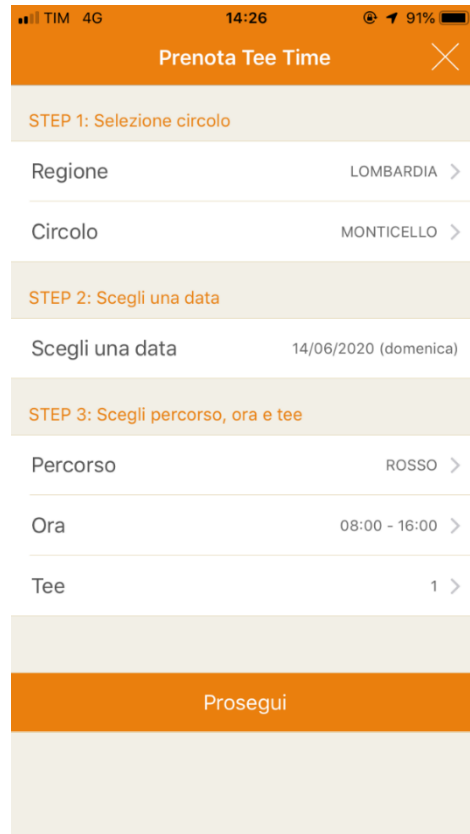 TIM 4G 14:26 91%
Prenota Tee Time
STEP 1: Selezione circolo
Regione LOMBARDIA
Circolo MONTICELLO
STEP 2: Scegli una data
Scegli una data 14/06/2020 (domenica)
STEP 3: Scegli percorso, ora e tee
Percorso ROSSO
Ora 08:00 - 16:00
Tee 1
Prosegui